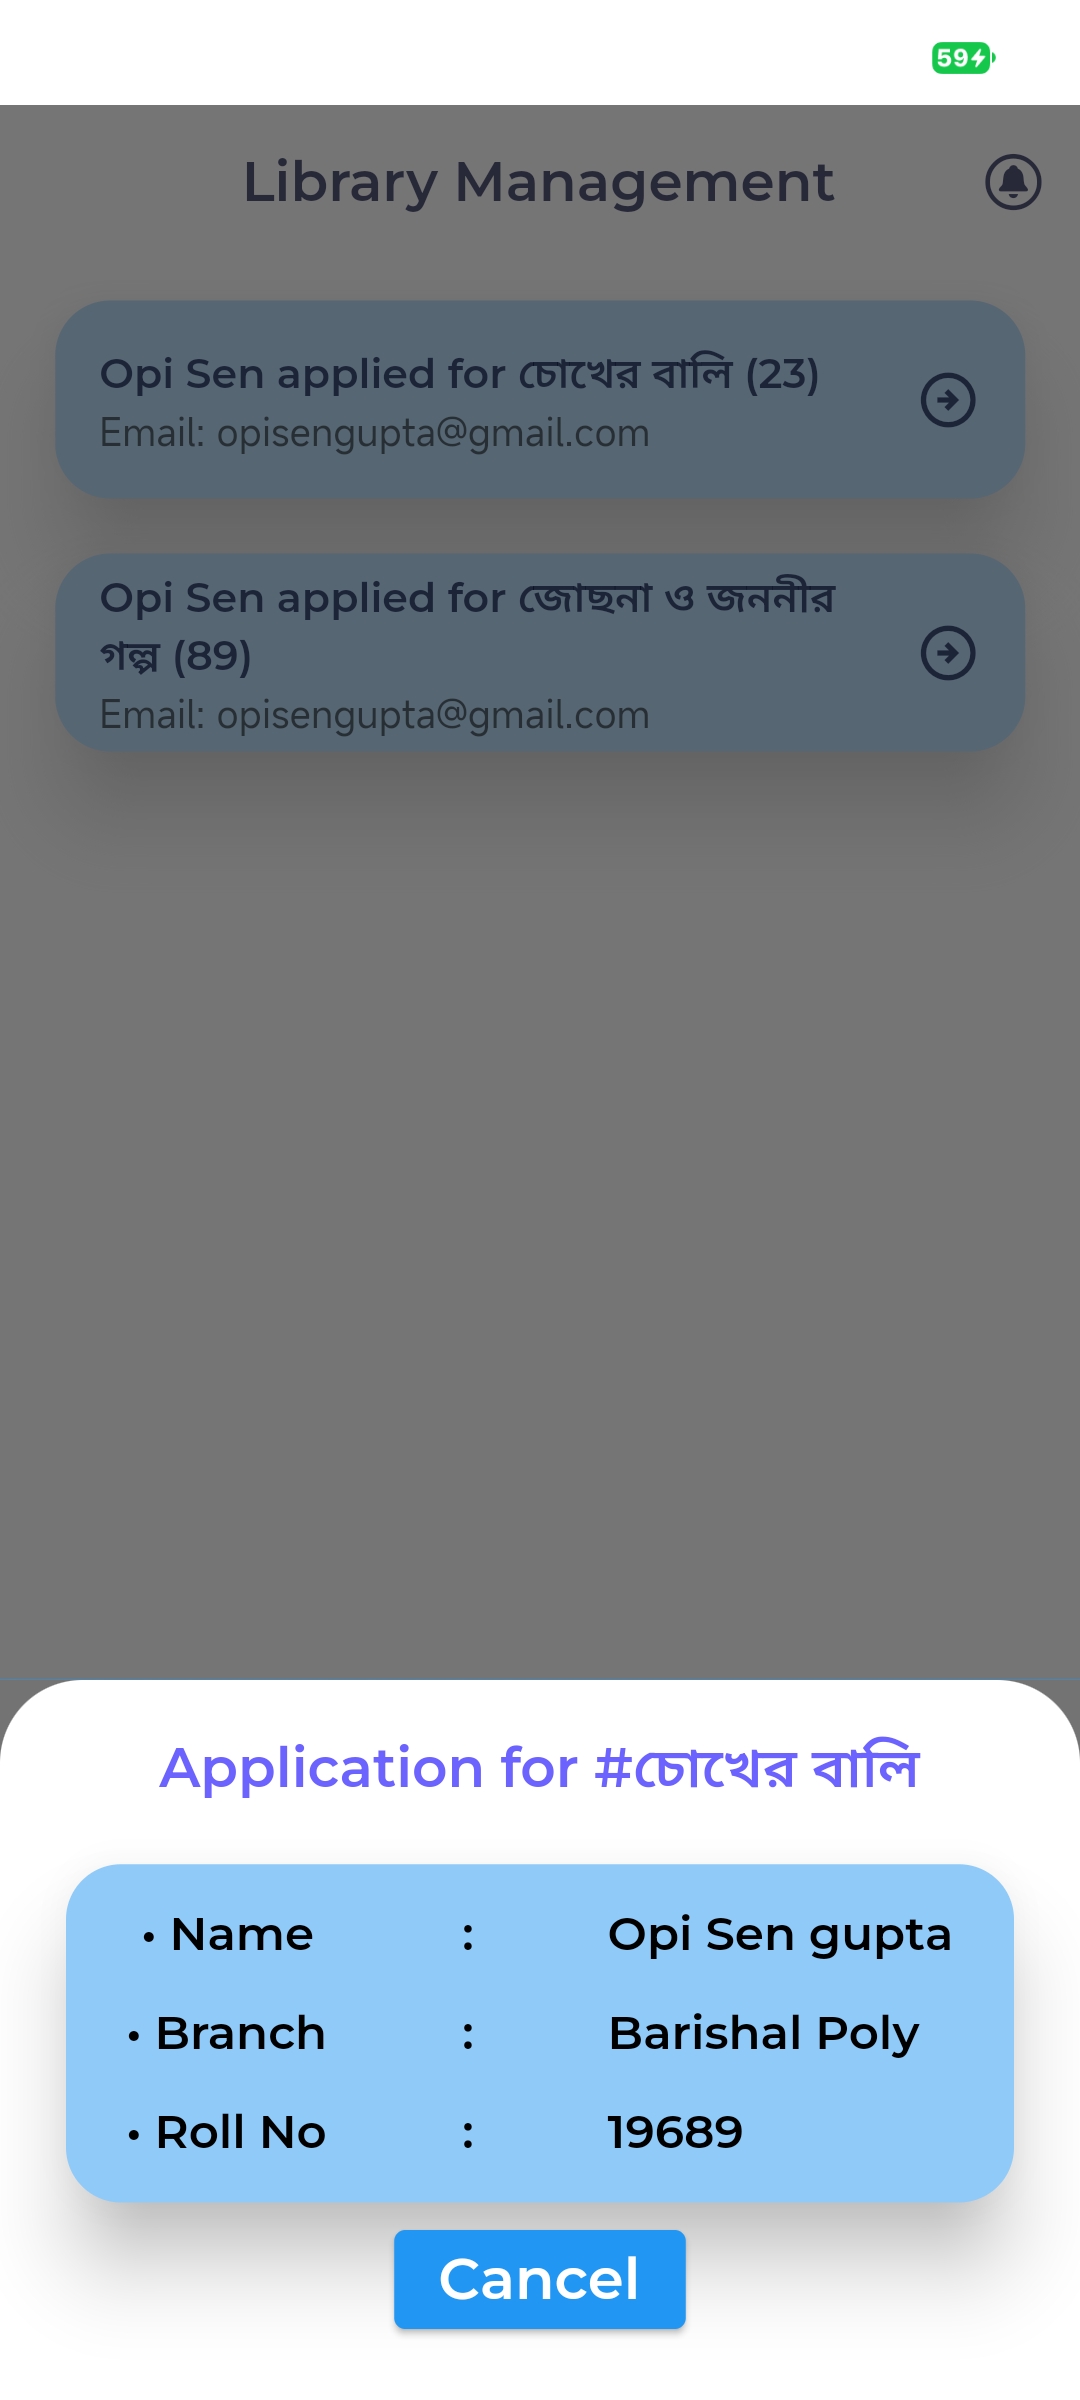 59
Library Management
Opi Sen applied for চোখের বালি (23)
Email: opisengupta@gmail.com
Opi Sen applied for জোছনা ও জননীর
গল্প (89)
Email: opisengupta@gmail.com
Application for #চোখের বালি
• Name : Opi Sen gupta
• Branch : Barishal Poly
• Roll No : 19689
Cancel